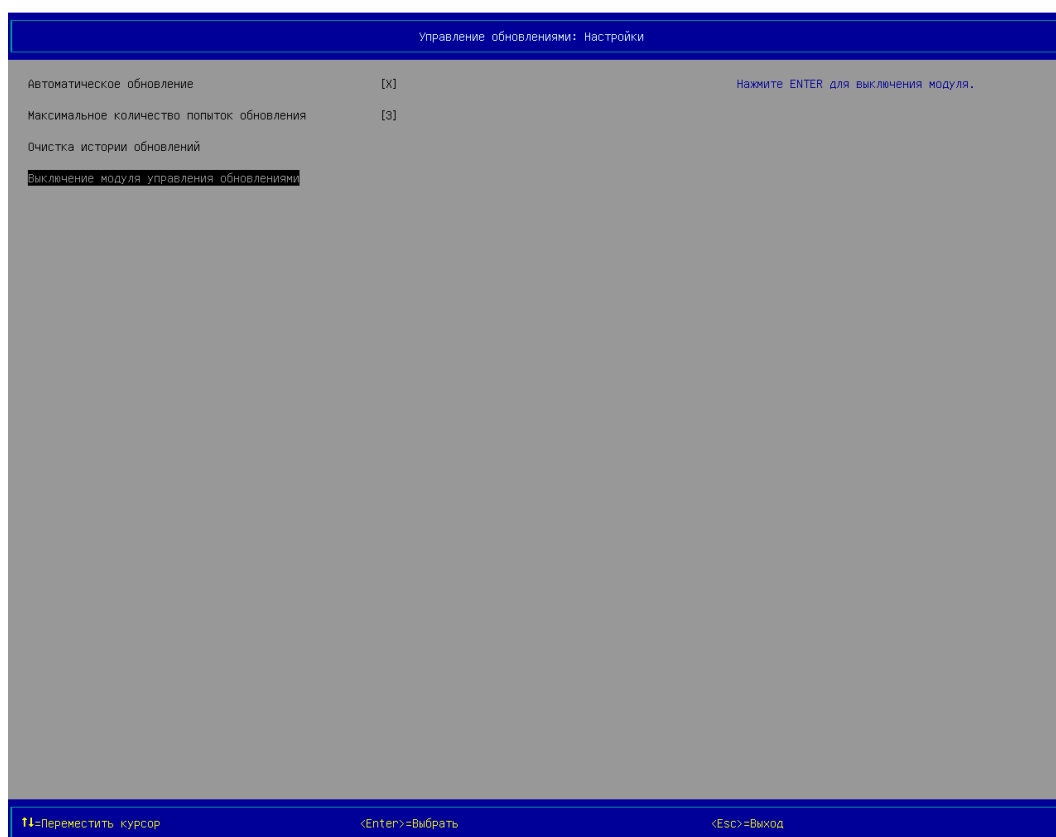 Управление обновлениями: Настройки
Автоматическое обновление [X] Нажмите ENTER для выключения модуля.
Максимальное количество попыток обновления [3]
Очистка истории обновлений
Выключение модуля управления обновлениями
↑↓=Переместить курсор <Enter>=Выбрать <Esc>=Выход